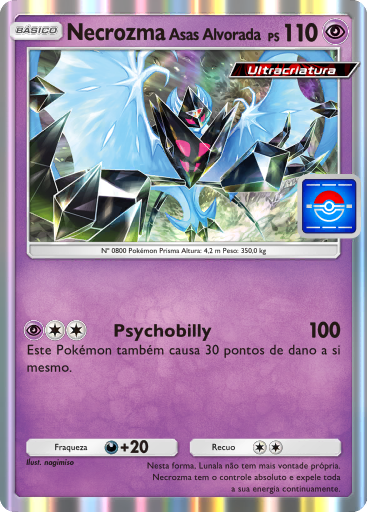 BÁSICO Necrozma Asas Alvorada PS 110
Ultracriatura
Nº 0800 Pokémon Prisma Altura: 4,2 m Peso: 350,0 kg
Psychobilly 100
Este Pokémon também causa 30 pontos de dano a si
mesmo.
Fraqueza +20 Recuo
Ilust. nagimiso
Nesta forma, Lunala não tem mais vontade própria.
Necrozma tem o controle absoluto e expele toda
a sua energia continuamente.